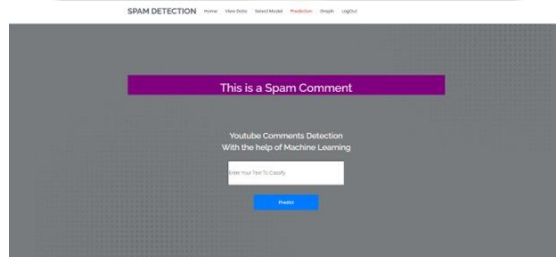 SPAM DETECTION Home View Data Select Model Prediction Graph LogOut
This is a Spam Comment
Youtube Comments Detection
With the help of Machine Learning
Enter Your Text To Classify
Predict